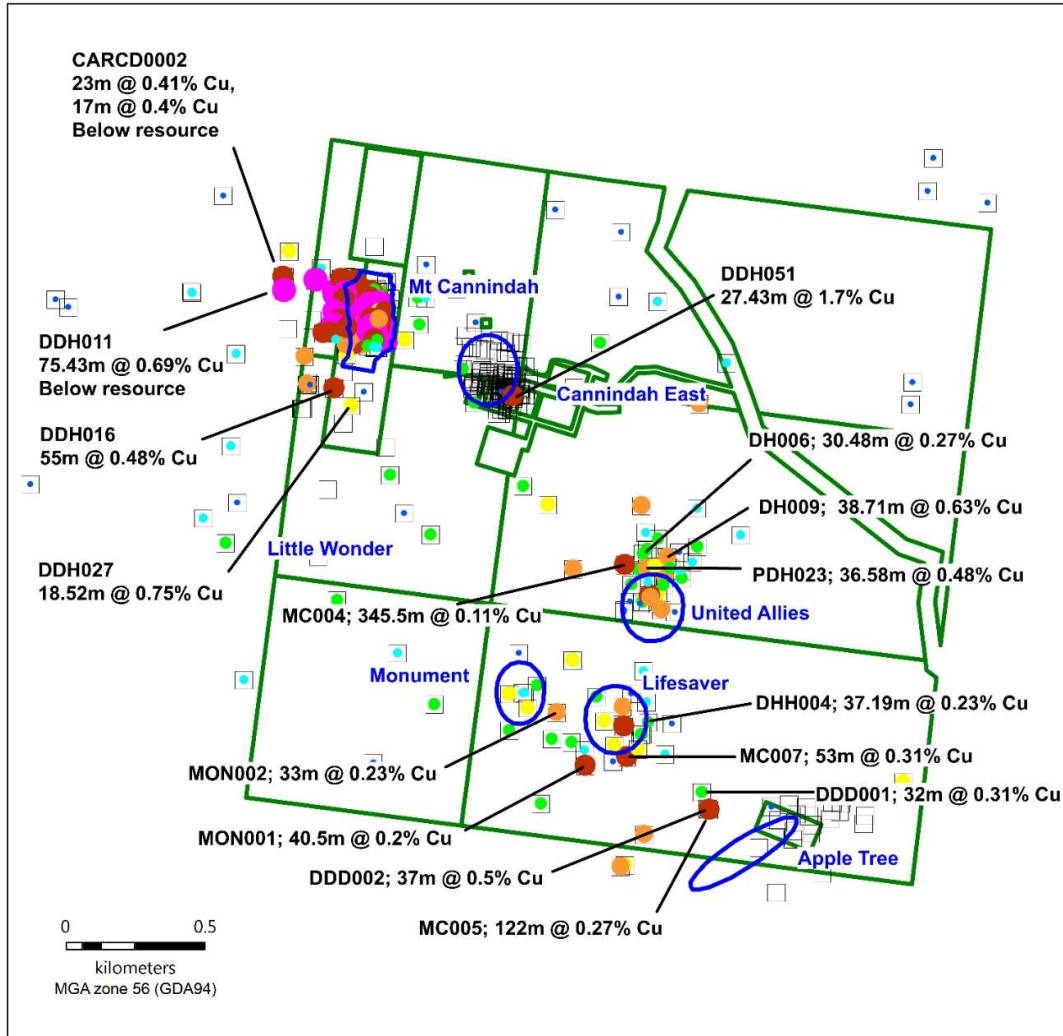 CARCD0002
23m @ 0.41% Cu,
17m @ 0.4% Cu
Below resource
Mt Cannindah
DDH051
27.43m @ 1.7% Cu
DDH011
75.43m @ 0.69% Cu
Below resource
Cannindah East
DDH016
55m @ 0.48% Cu
DH006; 30.48m @ 0.27% Cu
DH009; 38.71m @ 0.63% Cu
Little Wonder
DDH027
18.52m @ 0.75% Cu
PDH023; 36.58m @ 0.48% Cu
MC004; 345.5m @ 0.11% Cu
United Allies
Monument
Lifesaver
DHH004; 37.19m @ 0.23% Cu
MC007; 53m @ 0.31% Cu
MON002; 33m @ 0.23% Cu
DDD001; 32m @ 0.31% Cu
MON001; 40.5m @ 0.2% Cu
Apple Tree
DDD002; 37m @ 0.5% Cu
MC005; 122m @ 0.27% Cu
0 0.5
kilometers
MGA zone 56 (GDA94)